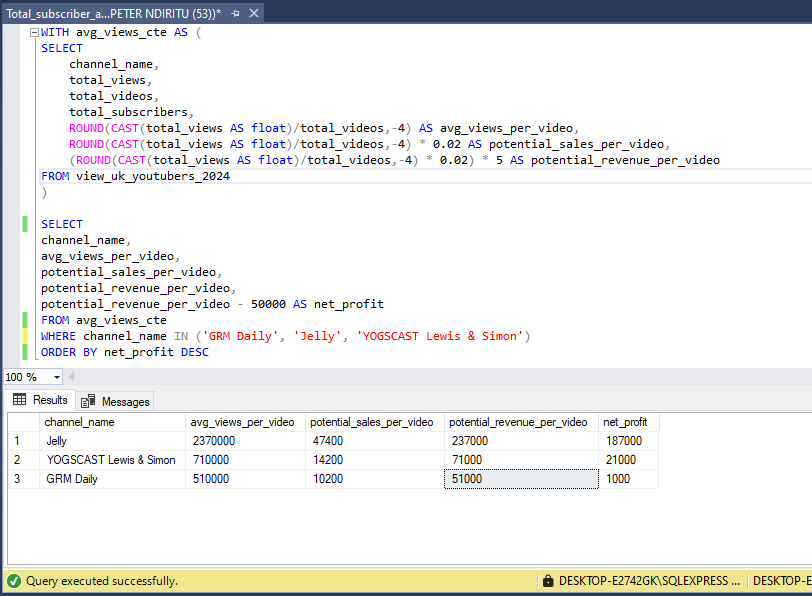 Total_subscriber_a...PETER NDIRITU (53))*
WITH avg_views_cte AS (
SELECT
channel_name,
total_views,
total_videos,
total_subscribers,
ROUND(CAST(total_views AS float)/total_videos,-4) AS avg_views_per_video,
ROUND(CAST(total_views AS float)/total_videos,-4) * 0.02 AS potential_sales_per_video,
(ROUND(CAST(total_views AS float)/total_videos,-4) * 0.02) * 5 AS potential_revenue_per_video
FROM view_uk_youtubers_2024
)
SELECT
channel_name,
avg_views_per_video,
potential_sales_per_video,
potential_revenue_per_video,
potential_revenue_per_video - 50000 AS net_profit
FROM avg_views_cte
WHERE channel_name IN ('GRM Daily', 'Jelly', 'YOGSCAST Lewis & Simon')
ORDER BY net_profit DESC
100 %
Results Messages
channel_name avg_views_per_video potential_sales_per_video potential_revenue_per_video net_profit
1 Jelly 2370000 47400 237000 187000
2 YOGSCAST Lewis & Simon 710000 14200 71000 21000
3 GRM Daily 510000 10200 51000 1000
Query executed successfully. DESKTOP-E2742GK\SQLEXPRESS ... DESKTOP-E